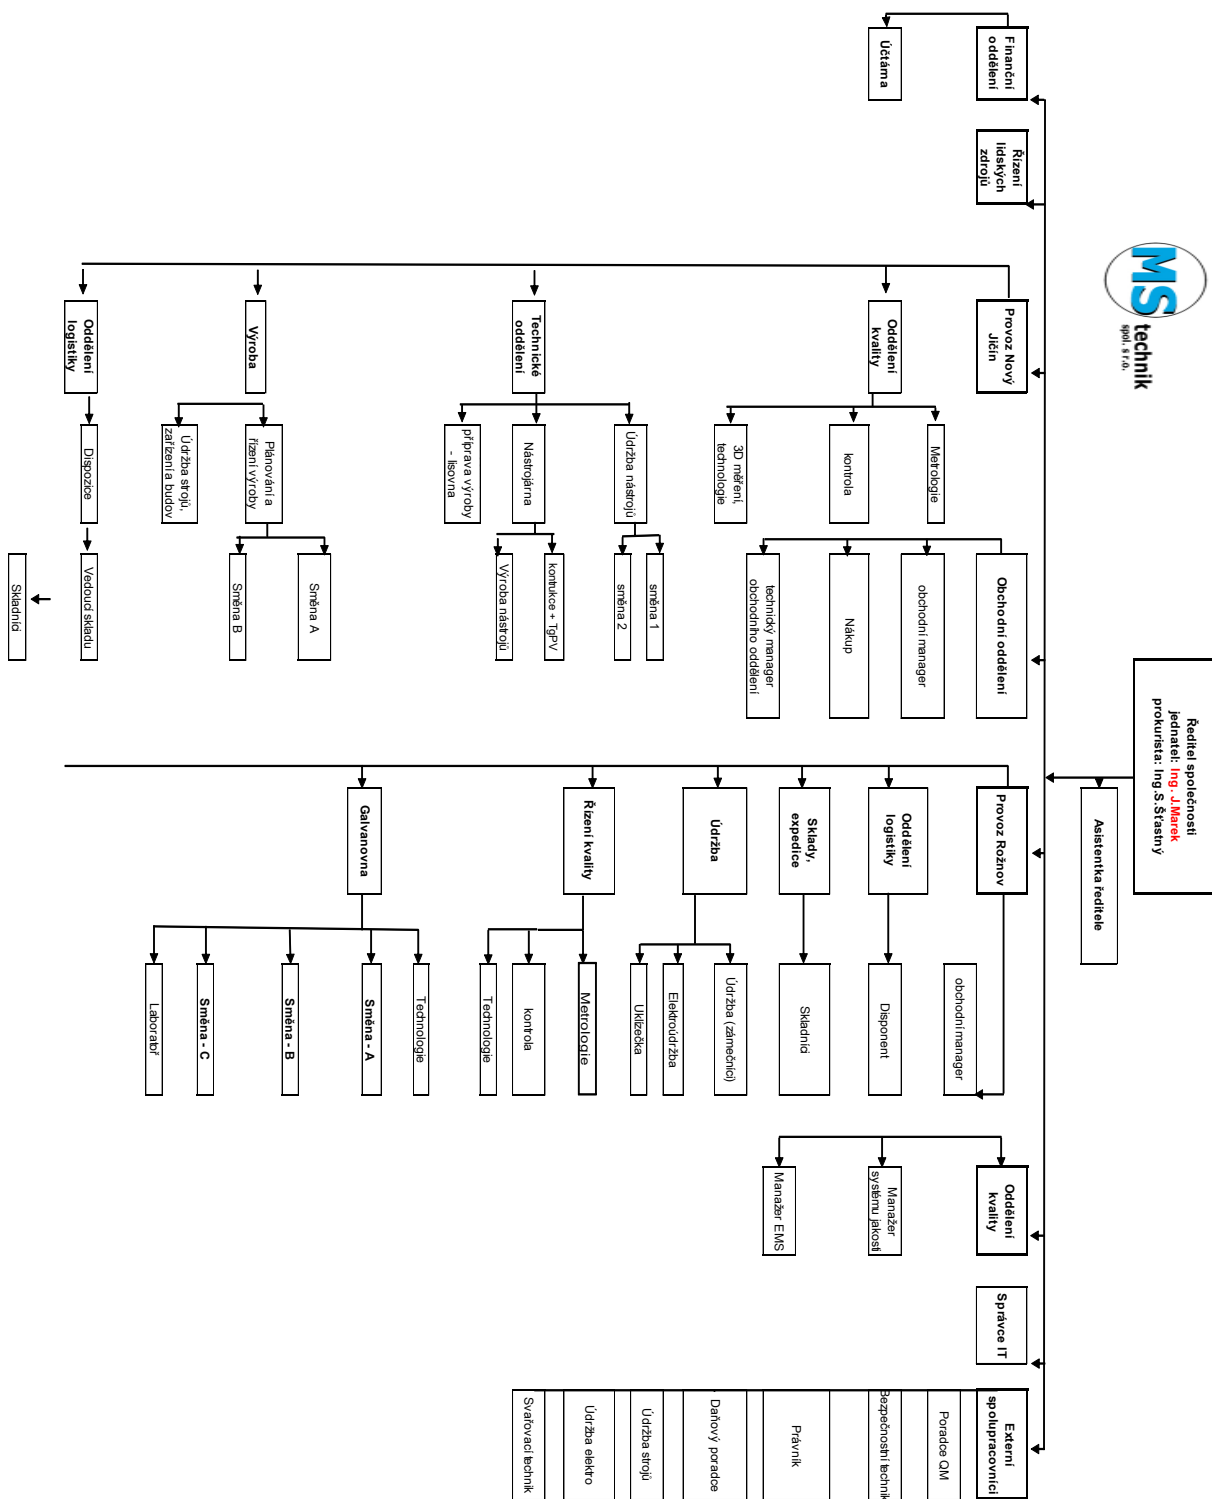 MS
technik
spol. s r.o.
Ředitel společnosti
jednatel: Ing. J.Marek
prokurista: Ing.S.Šťastný
Asistentka ředitele
Finanční
oddělení
Účtárna
Řízení
lidských
zdrojů
Provoz Nový
Jičín
Oddělení
kvality
Metrologie
kontrola
3D měření,
technologie
Technické
oddělení
Údržba nástrojů
směna 1
směna 2
Nástrojárna
kontrukce + TgPV
Výroba nástrojů
příprava výroby
- lisovna
Výroba
Plánování a
řízení výroby
Směna A
Směna B
Údržba strojů,
zařízení a budov
Oddělení
logistiky
Dispozice
Vedoucí skladu
Skladníci
Obchodní oddělení
obchodní manager
Nákup
technický manager
obchodního oddělení
Provoz Rožnov
obchodní manager
Oddělení
logistiky
Disponent
Sklady,
expedice
Skladníci
Údržba
Údržba (zámečníci)
Elektroúdržba
Uklízečka
Řízení kvality
Metrologie
kontrola
Technologie
Galvanovna
Technologie
Směna - A
Směna - B
Směna - C
Laboratoř
Oddělení
kvality
Manažer
systému jakosti
Manažer EMS
Správce IT
Externí
spolupracovníci
Poradce QM
Bezpečnostní technik
Právník
Daňový poradce
Údržba strojů
Údržba elektro
Svařovací technik